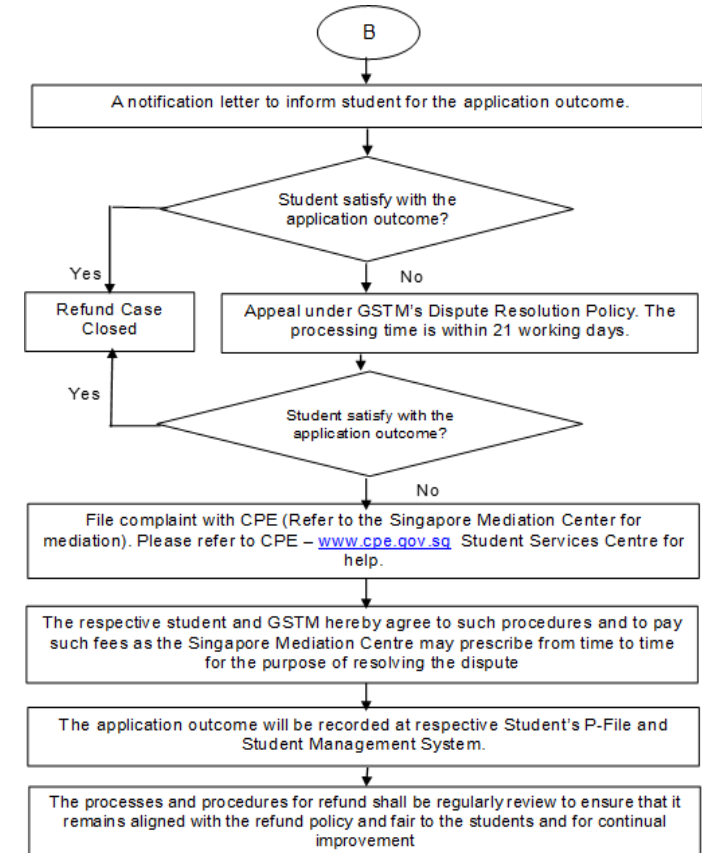 B
A notification letter to inform student for the application outcome.
Student satisfy with the
application outcome?
Yes
No
Refund Case
Closed
Appeal under GSTM's Dispute Resolution Policy. The
processing time is within 21 working days.
Yes
Student satisfy with the
application outcome?
No
File complaint with CPE (Refer to the Singapore Mediation Center for
mediation). Please refer to CPE – www.cpe.gov.sg Student Services Centre for
help.
The respective student and GSTM hereby agree to such procedures and to pay
such fees as the Singapore Mediation Centre may prescribe from time to time
for the purpose of resolving the dispute
The application outcome will be recorded at respective Student's P-File and
Student Management System.
The processes and procedures for refund shall be regularly review to ensure that it
remains aligned with the refund policy and fair to the students and for continual
improvement